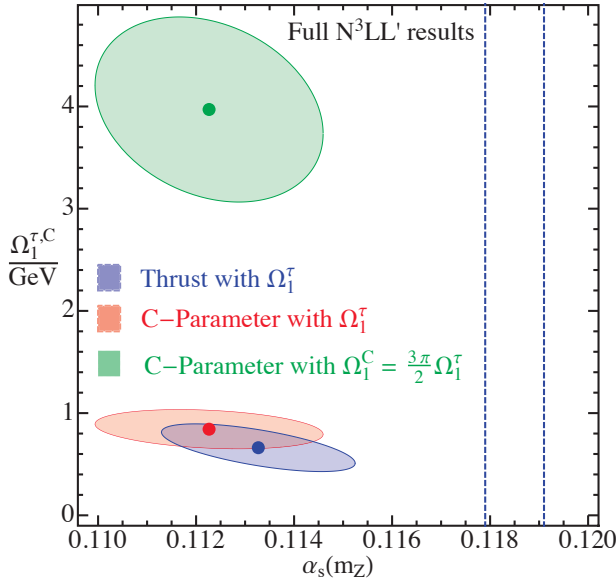 Full N³LL′ results
4
3
Ω₁^{τ,C}
GeV
2
1
0
Thrust with Ω₁^τ
C−Parameter with Ω₁^τ
C−Parameter with Ω₁^C = 3π/2 Ω₁^τ
0.110 0.112 0.114 0.116 0.118 0.120
αₛ(m_Z)